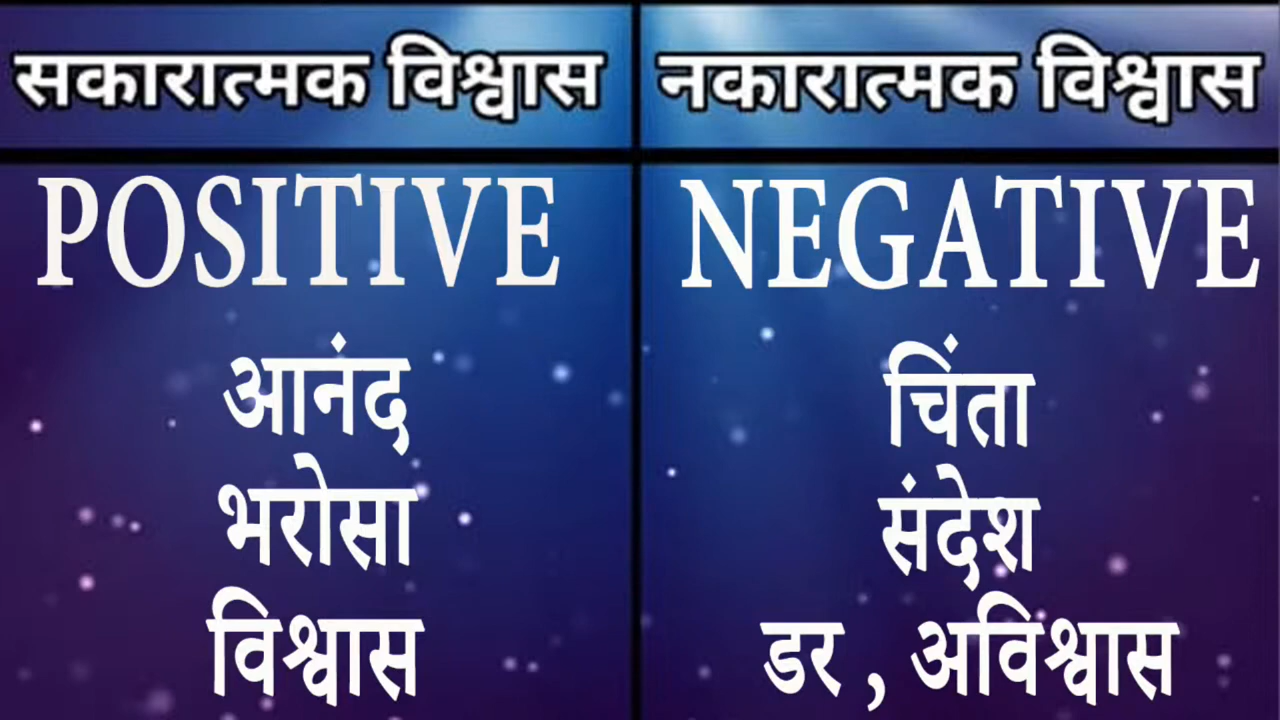 सकारात्मक विश्वास
नकारात्मक विश्वास
POSITIVE
आनंद
भरोसा
विश्वास
NEGATIVE
चिंता
संदेश
डर , अविश्वास